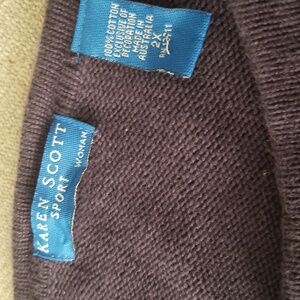 100% COTTON
EXCLUSIVE OF
DECORATION
MADE IN
AUSTRALIA
2X
KAREN SCOTT
SPORT
WOMAN